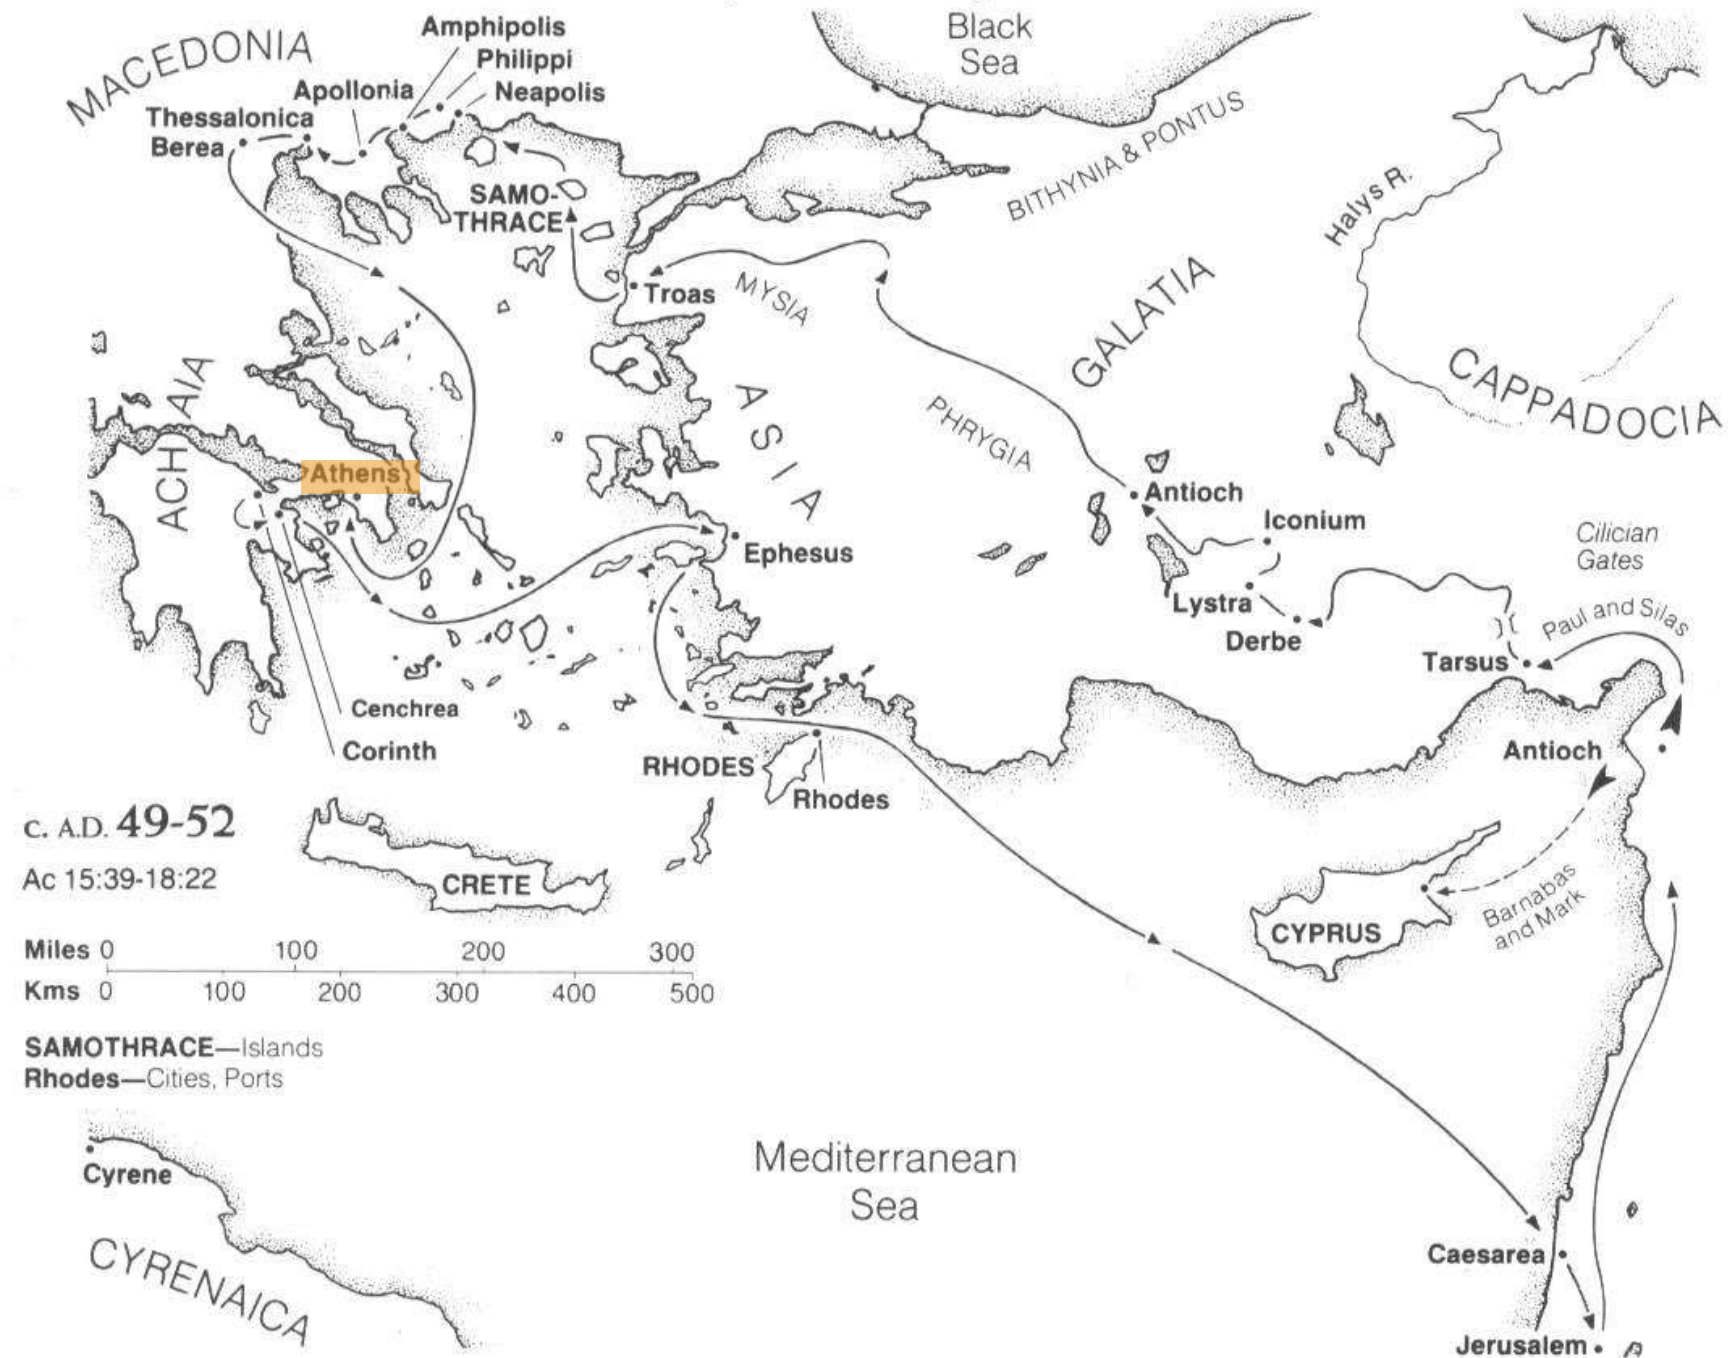 Black
Sea
Amphipolis
Philippi
Neapolis
MACEDONIA
Apollonia
Thessalonica
Berea
BITHYNIA & PONTUS
SAMO-
THRACE
Halys R.
Troas
MYSIA
GALATIA
CAPPADOCIA
ACHAIA
ASIA
PHRYGIA
Athens
Antioch
Iconium
Ephesus
Cilician
Gates
Lystra
Derbe
Paul and Silas
Tarsus
Cenchrea
Corinth
Antioch
RHODES
Rhodes
c. A.D. 49-52
Ac 15:39-18:22
CRETE
CYPRUS
Barnabas
and Mark
Miles 0 100 200 300
Kms 0 100 200 300 400 500
SAMOTHRACE—Islands
Rhodes—Cities, Ports
Cyrene
CYRENAICA
Mediterranean
Sea
Caesarea
Jerusalem